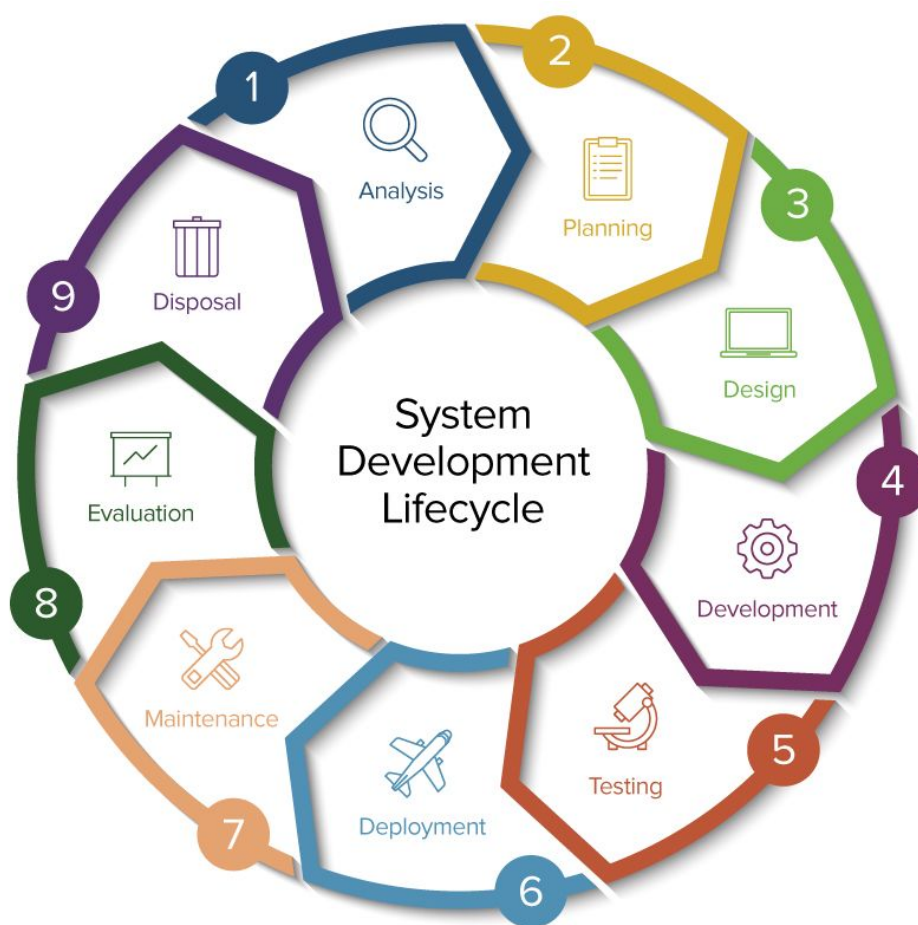 1
Analysis
2
Planning
3
Design
4
Development
5
Testing
6
Deployment
7
Maintenance
8
Evaluation
9
Disposal
System
Development
Lifecycle